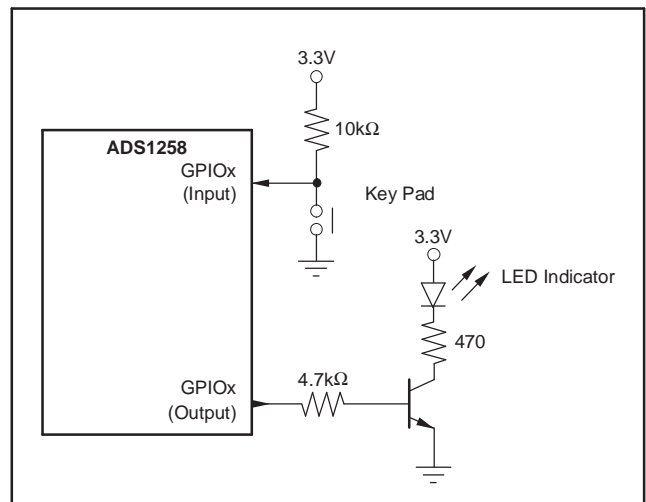 3.3V
10kΩ
ADS1258
GPIOx
(Input)
Key Pad
3.3V
LED Indicator
470
GPIOx
(Output)
4.7kΩ